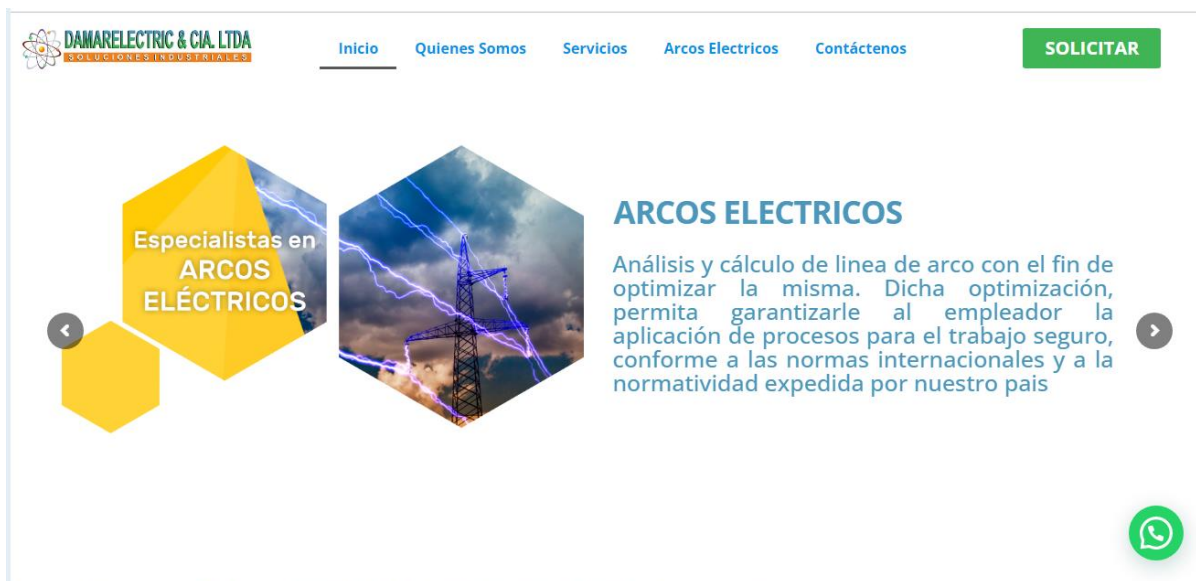 DAMARELECTRIC & CIA. LTDA
SOLUCIONES INDUSTRIALES
Inicio
Quienes Somos
Servicios
Arcos Electricos
Contáctenos
SOLICITAR
Especialistas en
ARCOS
ELÉCTRICOS
ARCOS ELECTRICOS
Análisis y cálculo de linea de arco con el fin de
optimizar la misma. Dicha optimización,
permita garantizarle al empleador la
aplicación de procesos para el trabajo seguro,
conforme a las normas internacionales y a la
normatividad expedida por nuestro pais